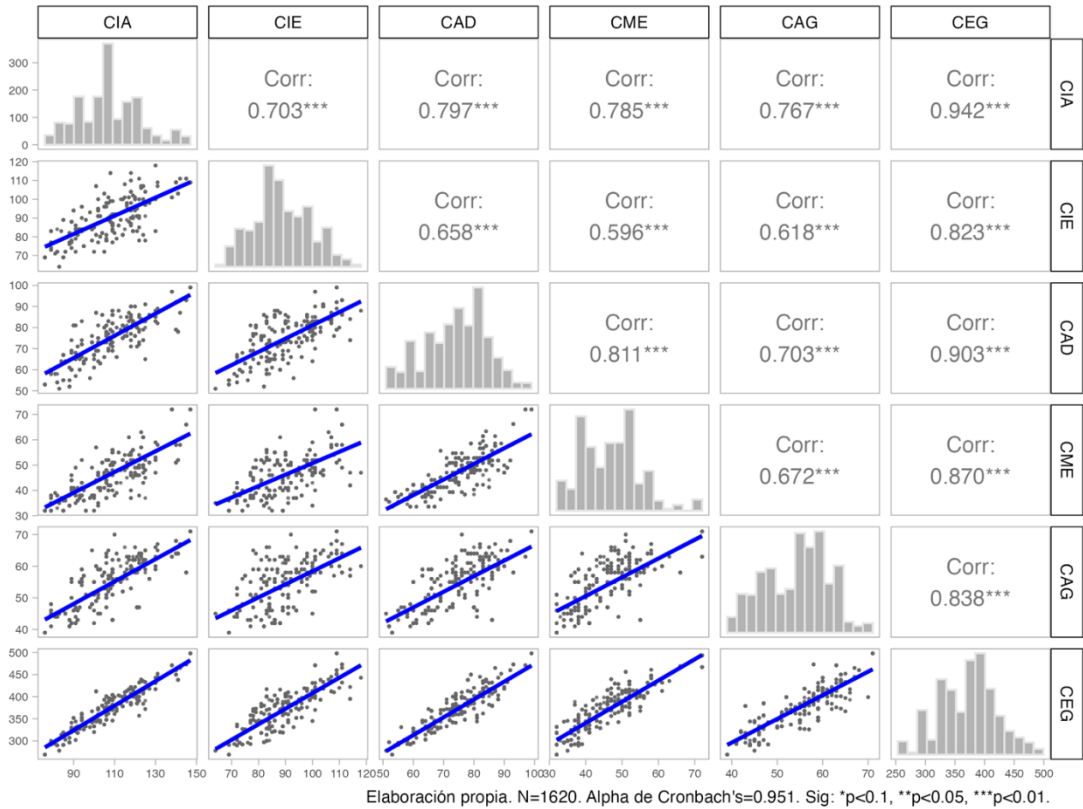 CIA CIE CAD CME CAG CEG
300
200
100
0
Corr:
0.703***
Corr:
0.797***
Corr:
0.785***
Corr:
0.767***
Corr:
0.942***
CIA
120
110
100
90
80
70
Corr:
0.658***
Corr:
0.596***
Corr:
0.618***
Corr:
0.823***
CIE
100
90
80
70
60
50
Corr:
0.811***
Corr:
0.703***
Corr:
0.903***
CAD
70
60
50
40
30
Corr:
0.672***
Corr:
0.870***
CME
70
60
50
40
Corr:
0.838***
CAG
500
450
400
350
300
CEG
90 110 130 150 70 80 90 100 110 120 50 60 70 80 90 100 30 40 50 60 70 40 50 60 70 250 300 350 400 450 500
Elaboración propia. N=1620. Alpha de Cronbach's=0.951. Sig: *p<0.1, **p<0.05, ***p<0.01.